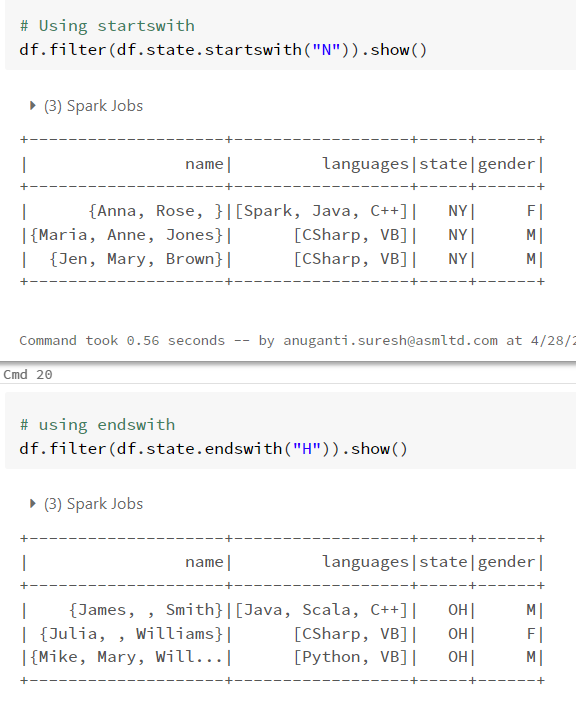 # Using startswith
df.filter(df.state.startswith("N")).show()
(3) Spark Jobs
+--------------------+------------------+-----+------+
|                name|         languages|state|gender|
+--------------------+------------------+-----+------+
|      {Anna, Rose, }|[Spark, Java, C++]|   NY|     F|
|{Maria, Anne, Jones}|      [CSharp, VB]|   NY|     M|
|  {Jen, Mary, Brown}|      [CSharp, VB]|   NY|     M|
+--------------------+------------------+-----+------+
Command took 0.56 seconds -- by anuganti.suresh@asmltd.com at 4/28/2
Cmd 20
# using endswith
df.filter(df.state.endswith("H")).show()
(3) Spark Jobs
+--------------------+------------------+-----+------+
|                name|         languages|state|gender|
+--------------------+------------------+-----+------+
|    {James, , Smith}|[Java, Scala, C++]|   OH|     M|
| {Julia, , Williams}|      [CSharp, VB]|   OH|     F|
|{Mike, Mary, Will...|      [Python, VB]|   OH|     M|
+--------------------+------------------+-----+------+